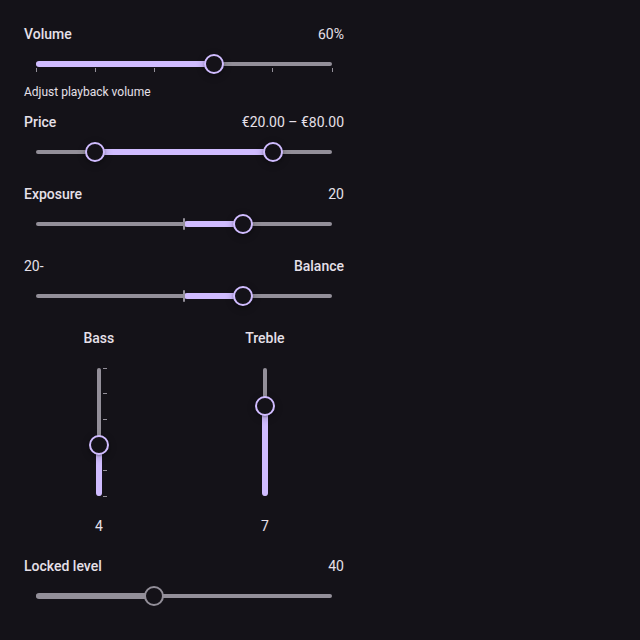 Volume 60%
Adjust playback volume
Price €20.00 – €80.00
Exposure 20
20- Balance
Bass Treble
4 7
Locked level 40